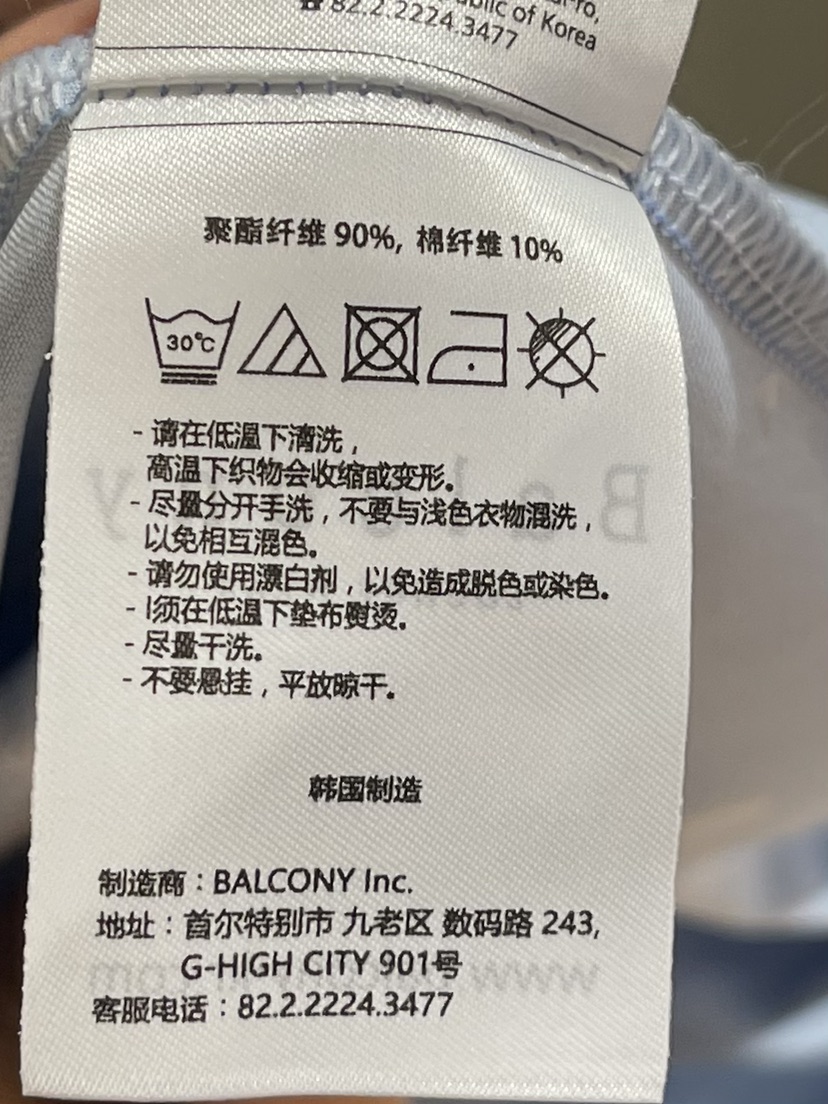 ublic of Korea
☎ 82.2.2224.3477
聚酯纤维 90%, 棉纤维 10%
30°C
- 请在低温下清洗，
高温下织物会收缩或变形。
- 尽量分开手洗，不要与浅色衣物混洗，
以免相互混色。
- 请勿使用漂白剂，以免造成脱色或染色。
- 须在低温下垫布熨烫。
- 尽量干洗。
- 不要悬挂，平放晾干。
韩国制造
制造商：BALCONY Inc.
地址：首尔特别市 九老区 数码路 243,
G-HIGH CITY 901号
客服电话：82.2.2224.3477